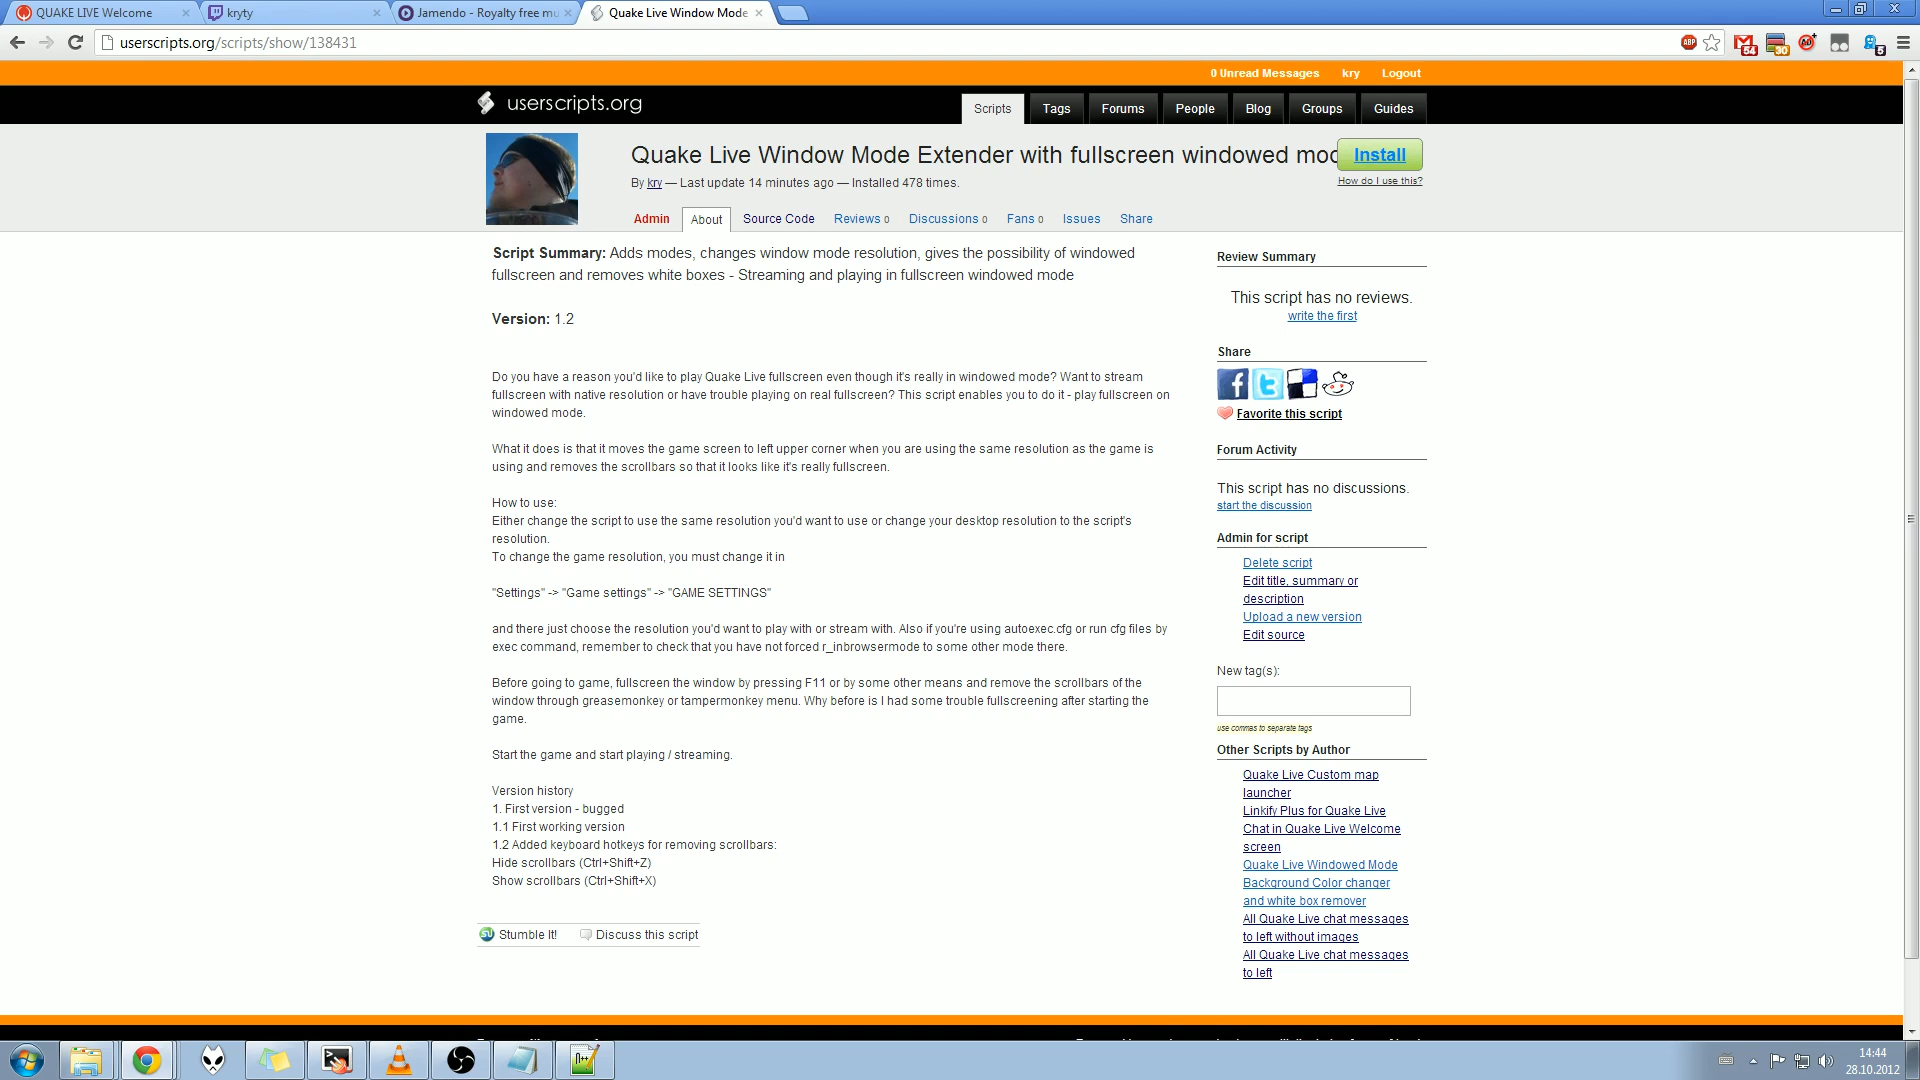 QUAKE LIVE Welcome
kryty
Jamendo - Royalty free mu
Quake Live Window Mode
userscripts.org/scripts/show/138431
ABP
54
30
5
0 Unread Messages kry Logout
userscripts.org
Scripts Tags Forums People Blog Groups Guides
Quake Live Window Mode Extender with fullscreen windowed mod
Install
By kry — Last update 14 minutes ago — Installed 478 times.
How do I use this?
Admin About Source Code Reviews 0 Discussions 0 Fans 0 Issues Share
Script Summary: Adds modes, changes window mode resolution, gives the possibility of windowed
fullscreen and removes white boxes - Streaming and playing in fullscreen windowed mode
Version: 1.2
Do you have a reason you'd like to play Quake Live fullscreen even though it's really in windowed mode? Want to stream
fullscreen with native resolution or have trouble playing on real fullscreen? This script enables you to do it - play fullscreen on
windowed mode.
What it does is that it moves the game screen to left upper corner when you are using the same resolution as the game is
using and removes the scrollbars so that it looks like it's really fullscreen.
How to use:
Either change the script to use the same resolution you'd want to use or change your desktop resolution to the script's
resolution.
To change the game resolution, you must change it in
"Settings" -> "Game settings" -> "GAME SETTINGS"
and there just choose the resolution you'd want to play with or stream with. Also if you're using autoexec.cfg or run cfg files by
exec command, remember to check that you have not forced r_inbrowsermode to some other mode there.
Before going to game, fullscreen the window by pressing F11 or by some other means and remove the scrollbars of the
window through greasemonkey or tampermonkey menu. Why before is I had some trouble fullscreening after starting the
game.
Start the game and start playing / streaming.
Version history
1. First version - bugged
1.1 First working version
1.2 Added keyboard hotkeys for removing scrollbars:
Hide scrollbars (Ctrl+Shift+Z)
Show scrollbars (Ctrl+Shift+X)
Stumble It! Discuss this script
Review Summary
This script has no reviews.
write the first
Share
Favorite this script
Forum Activity
This script has no discussions.
start the discussion
Admin for script
Delete script
Edit title, summary or
description
Upload a new version
Edit source
New tag(s):
use commas to separate tags
Other Scripts by Author
Quake Live Custom map
launcher
Linkify Plus for Quake Live
Chat in Quake Live Welcome
screen
Quake Live Windowed Mode
Background Color changer
and white box remover
All Quake Live chat messages
to left without images
All Quake Live chat messages
to left
14:44
28.10.2012